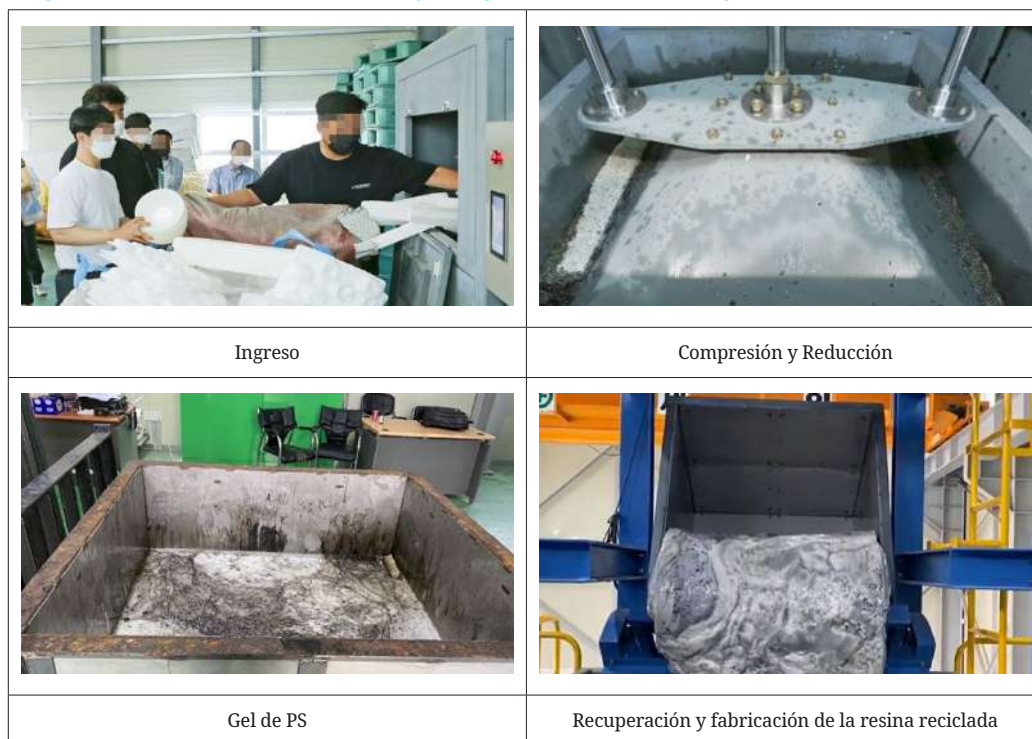 Ingreso
Compresión y Reducción
Gel de PS
Recuperación y fabricación de la resina reciclada